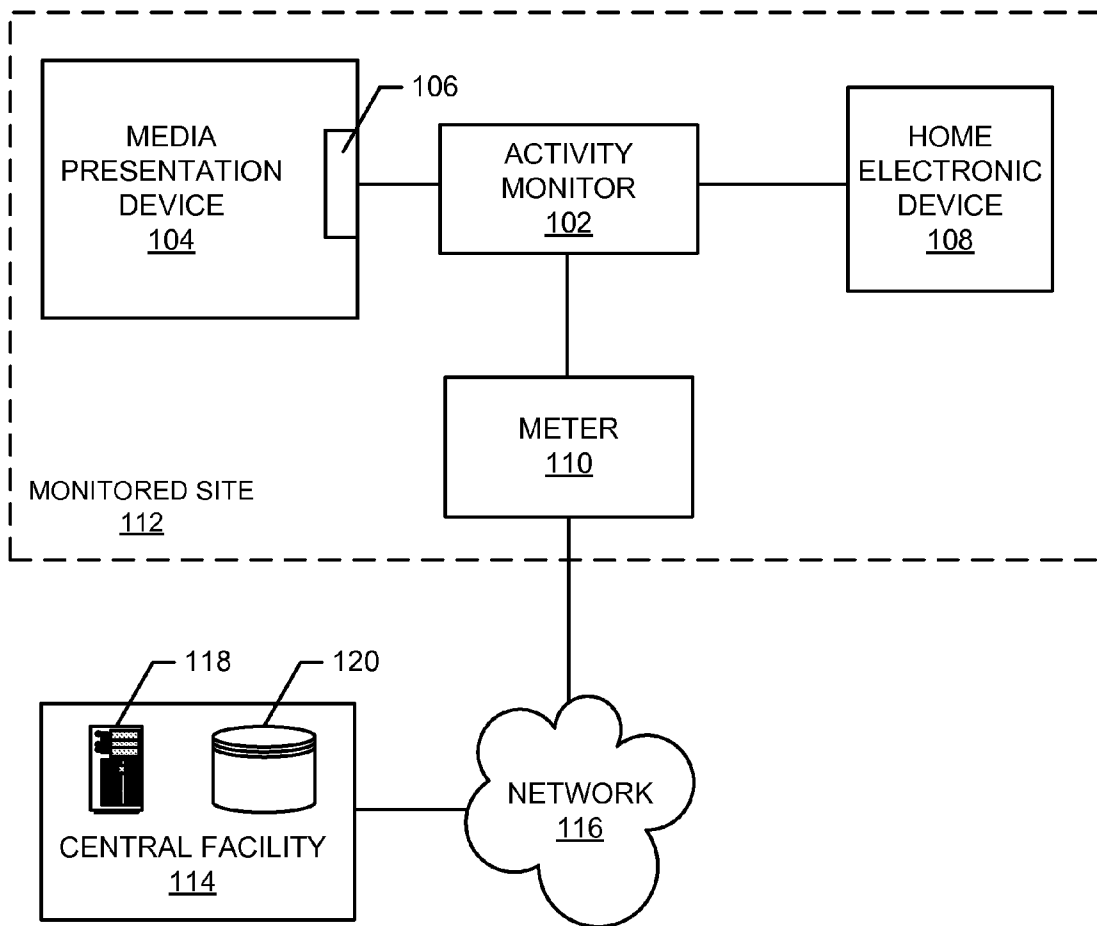 MEDIA
PRESENTATION
DEVICE
104
106
ACTIVITY
MONITOR
102
HOME
ELECTRONIC
DEVICE
108
METER
110
MONITORED SITE
112
118
120
CENTRAL FACILITY
114
NETWORK
116